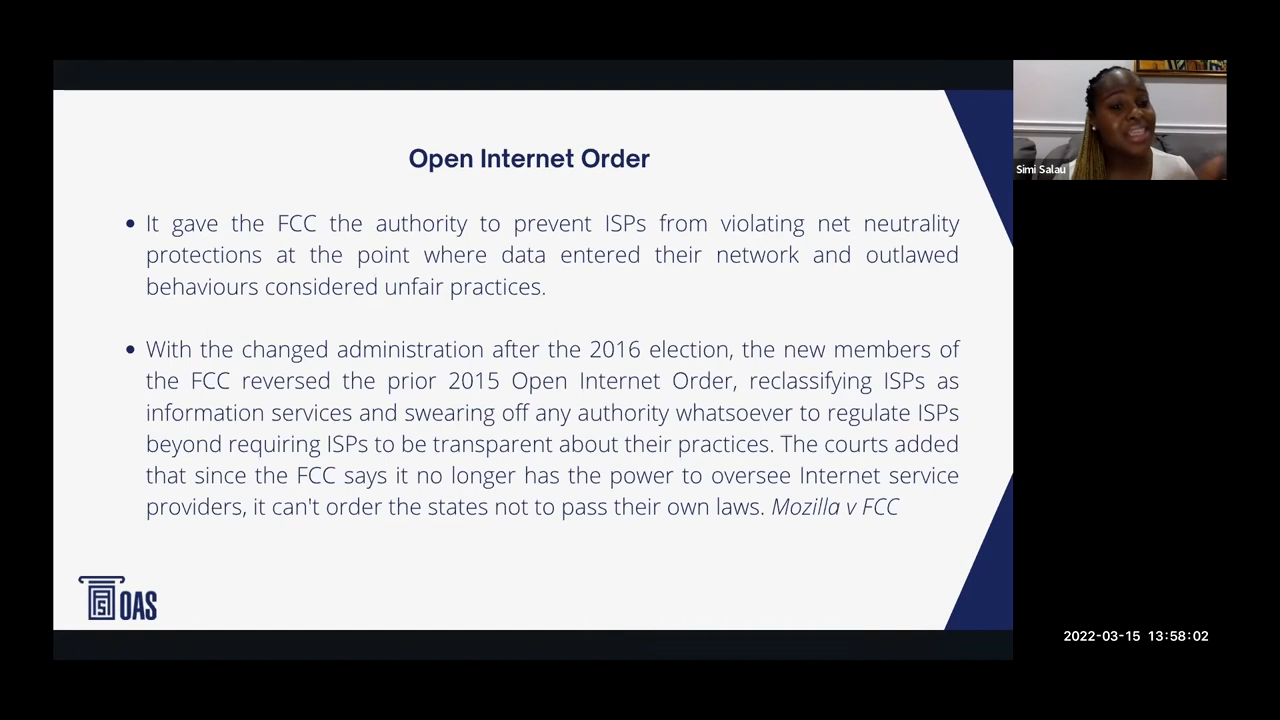 Open Internet Order
• It gave the FCC the authority to prevent ISPs from violating net neutrality
protections at the point where data entered their network and outlawed
behaviours considered unfair practices.
• With the changed administration after the 2016 election, the new members of
the FCC reversed the prior 2015 Open Internet Order, reclassifying ISPs as
information services and swearing off any authority whatsoever to regulate ISPs
beyond requiring ISPs to be transparent about their practices. The courts added
that since the FCC says it no longer has the power to oversee Internet service
providers, it can't order the states not to pass their own laws. Mozilla v FCC
OAS
Simi Salau
2022-03-15 13:58:02